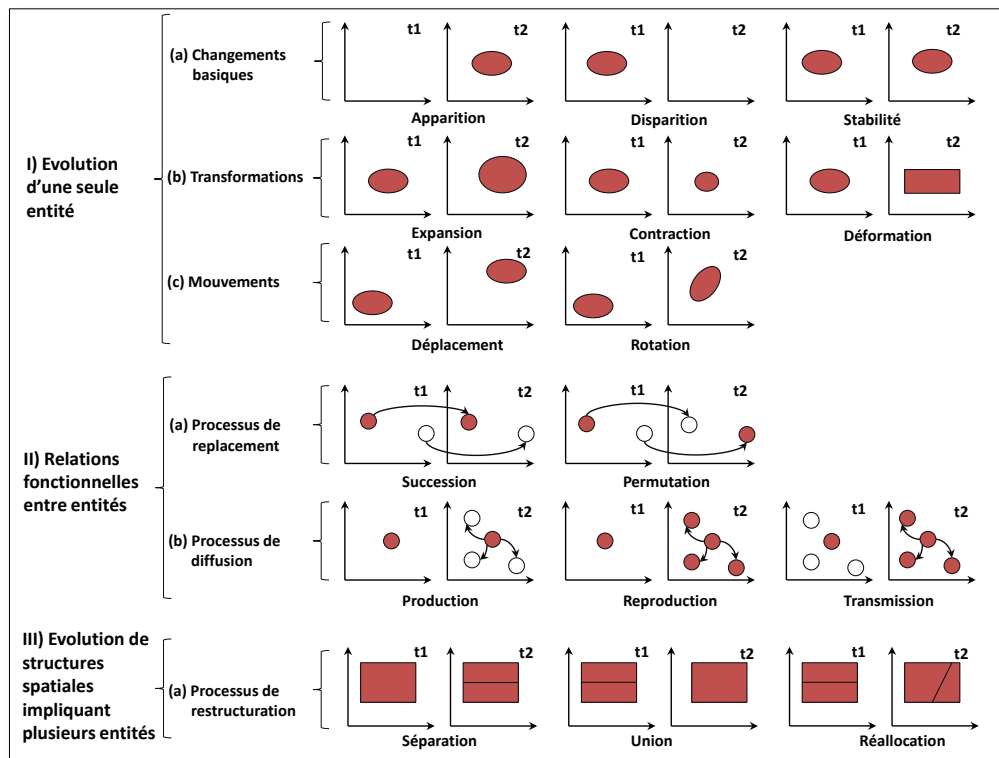 t1 t2 t1 t2 t1 t2
(a) Changements
basiques
Apparition Disparition Stabilité
I) Evolution
d'une seule
entité
t1 t2 t1 t2 t1 t2
(b) Transformations
Expansion Contraction Déformation
t1 t2 t1 t2
(c) Mouvements
Déplacement Rotation
t1 t2 t1 t2
(a) Processus de
replacement
Succession Permutation
II) Relations
fonctionnelles
entre entités
t1 t2 t1 t2 t1 t2
(b) Processus de
diffusion
Production Reproduction Transmission
III) Evolution de
structures
spatiales
impliquant
plusieurs entités
t1 t2 t1 t2 t1 t2
(a) Processus de
restructuration
Séparation Union Réallocation